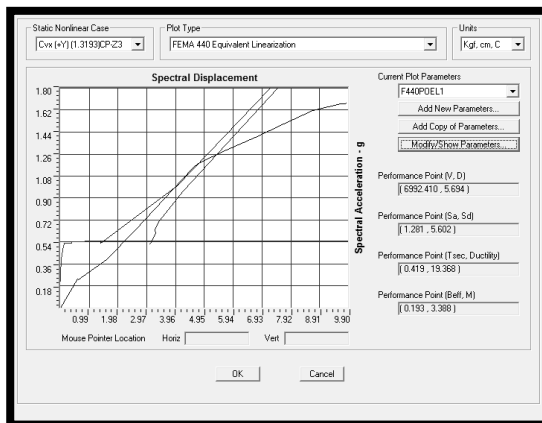 Static Nonlinear Case
Cvx (+Y) (1.3193)CP-Z3
Plot Type
FEMA 440 Equivalent Linearization
Units
Kgf, cm, C
Spectral Displacement
1.80
1.62
1.44
1.26
1.08
0.90
0.72
0.54
0.36
0.18
0.99 1.98 2.97 3.96 4.95 5.94 6.93 7.92 8.91 9.90
Spectral Acceleration - g
Mouse Pointer Location Horiz Vert
Current Plot Parameters
F440POEL1
Add New Parameters...
Add Copy of Parameters...
Modify/Show Parameters...
Performance Point (V, D)
( 6992.410 , 5.694 )
Performance Point (Sa, Sd)
( 1.281 , 5.602 )
Performance Point (Tsec, Ductility)
( 0.419 , 19.368 )
Performance Point (Beff, M)
( 0.193 , 3.388 )
OK Cancel